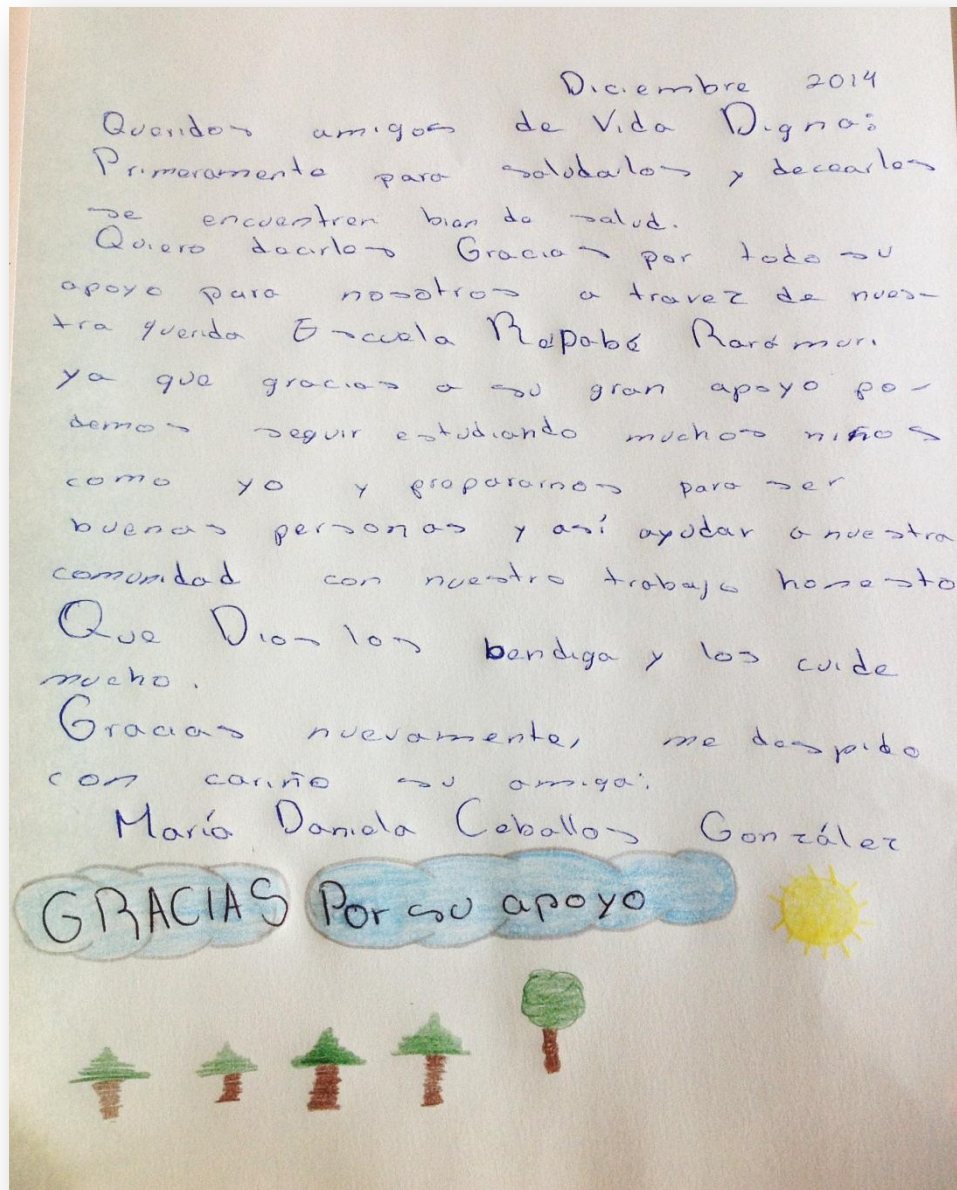 Diciembre 2014
Queridos amigos de Vida Digna:
Primeramente para saludalos y decearles
se encuentren bien de salud.
Quiero decirles Gracias por todo su
apoyo para nosotros a travez de nues-
tra querida Escuela Repabé Rarámuri
ya que gracias a su gran apoyo po-
demos seguir estudiando muchos niños
como yo y prepararnos para ser
buenas personas y así ayudar a nuestra
comunidad con nuestro trabajo honesto
Que Dios los bendiga y los cuide
mucho.
Gracias nuevamente, me despido
con cariño su amiga:
María Daniela Ceballos González
GRACIAS Por su apoyo